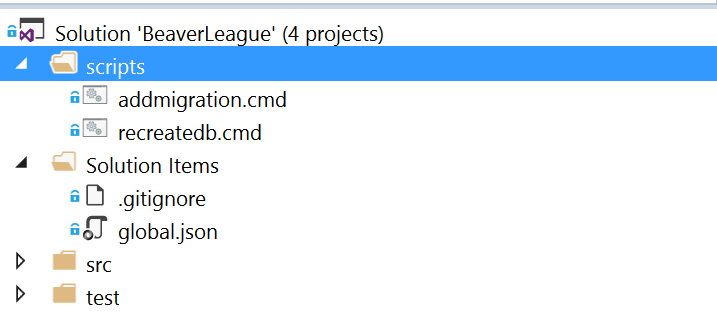 Solution 'BeaverLeague' (4 projects)
scripts
addmigration.cmd
recreatedb.cmd
Solution Items
.gitignore
global.json
src
test